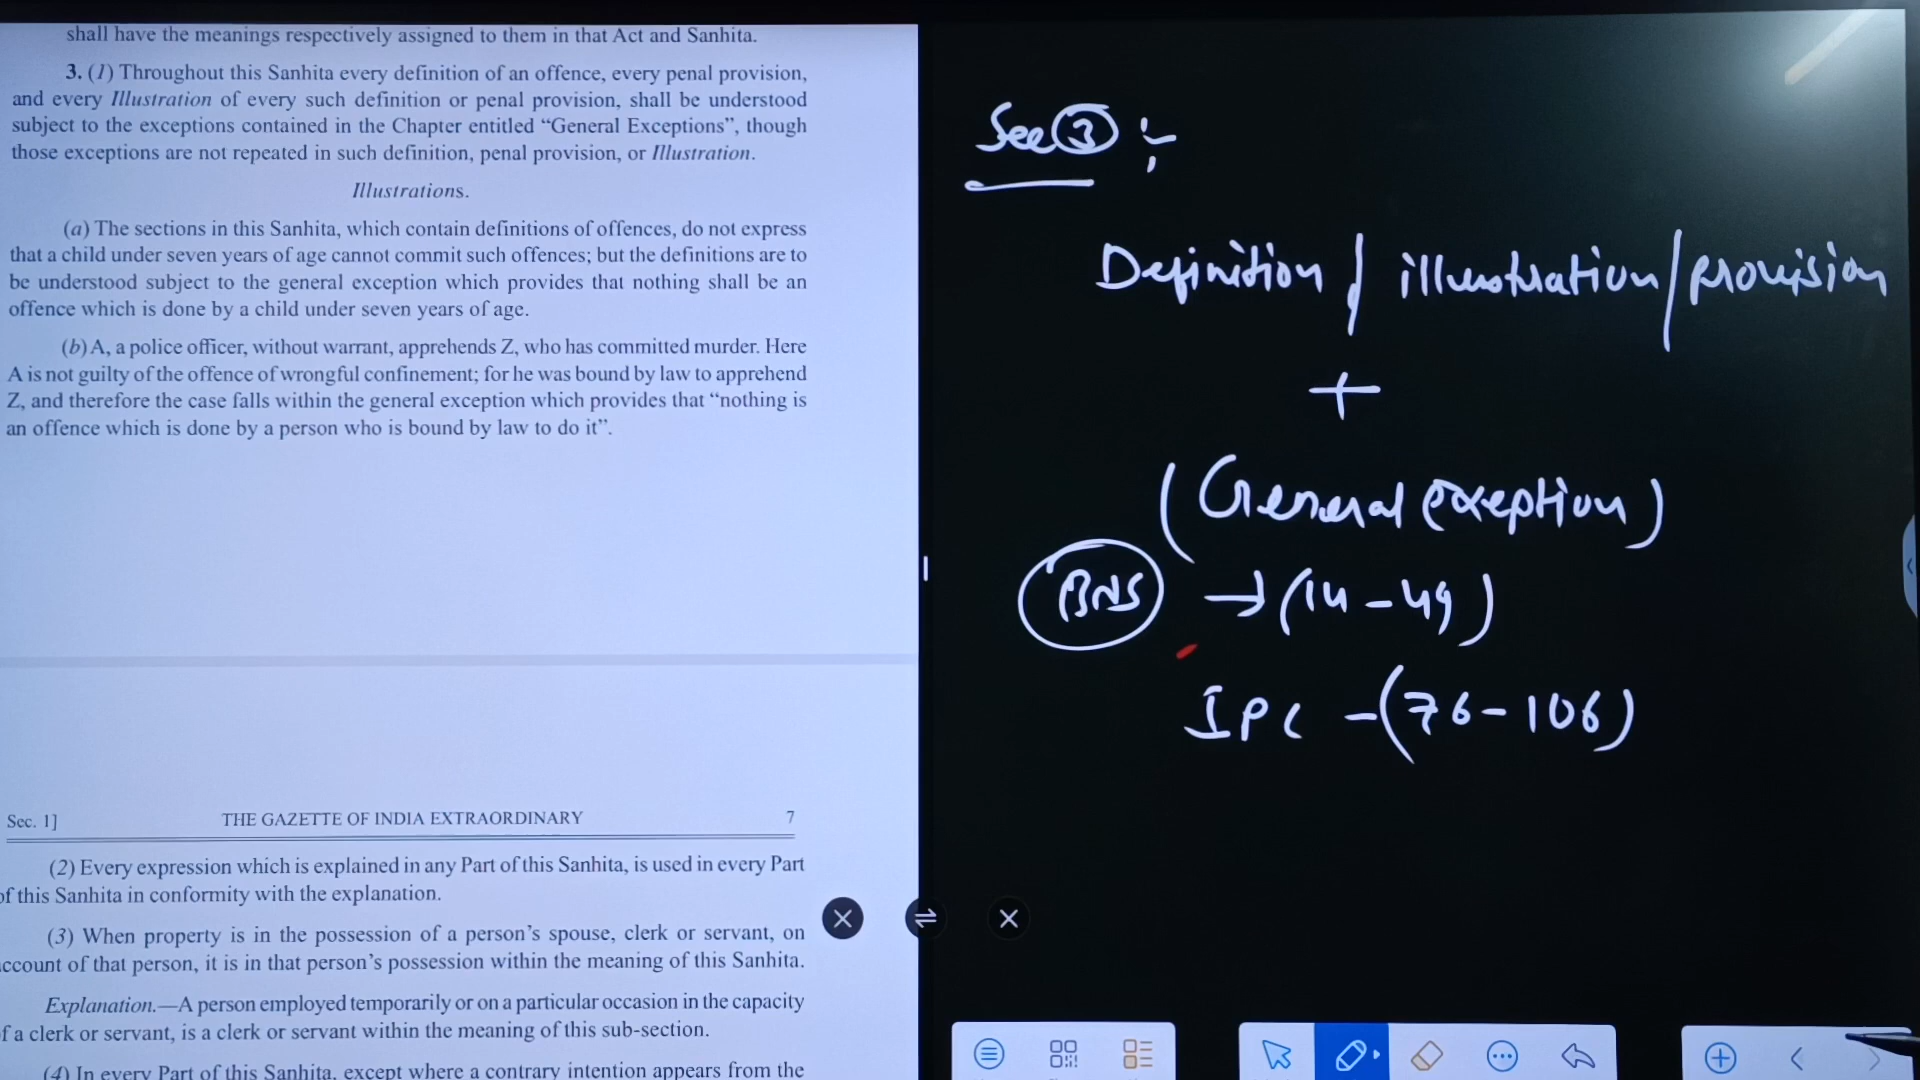 shall have the meanings respectively assigned to them in that Act and Sanhita.
3. (1) Throughout this Sanhita every definition of an offence, every penal provision,
and every Illustration of every such definition or penal provision, shall be understood
subject to the exceptions contained in the Chapter entitled “General Exceptions”, though
those exceptions are not repeated in such definition, penal provision, or Illustration.
Illustrations.
(a) The sections in this Sanhita, which contain definitions of offences, do not express
that a child under seven years of age cannot commit such offences; but the definitions are to
be understood subject to the general exception which provides that nothing shall be an
offence which is done by a child under seven years of age.
(b) A, a police officer, without warrant, apprehends Z, who has committed murder. Here
A is not guilty of the offence of wrongful confinement; for he was bound by law to apprehend
Z, and therefore the case falls within the general exception which provides that “nothing is
an offence which is done by a person who is bound by law to do it”.
Sec. 1] THE GAZETTE OF INDIA EXTRAORDINARY 7
(2) Every expression which is explained in any Part of this Sanhita, is used in every Part
of this Sanhita in conformity with the explanation.
(3) When property is in the possession of a person’s spouse, clerk or servant, on
ccount of that person, it is in that person’s possession within the meaning of this Sanhita.
Explanation.—A person employed temporarily or on a particular occasion in the capacity
f a clerk or servant, is a clerk or servant within the meaning of this sub-section.
(4) In every Part of this Sanhita, except where a contrary intention appears from the
Sec 3 :-
Definition / illustration / provision
+
(General exception)
BNS → (14 - 49)
IPC - (76 - 106)